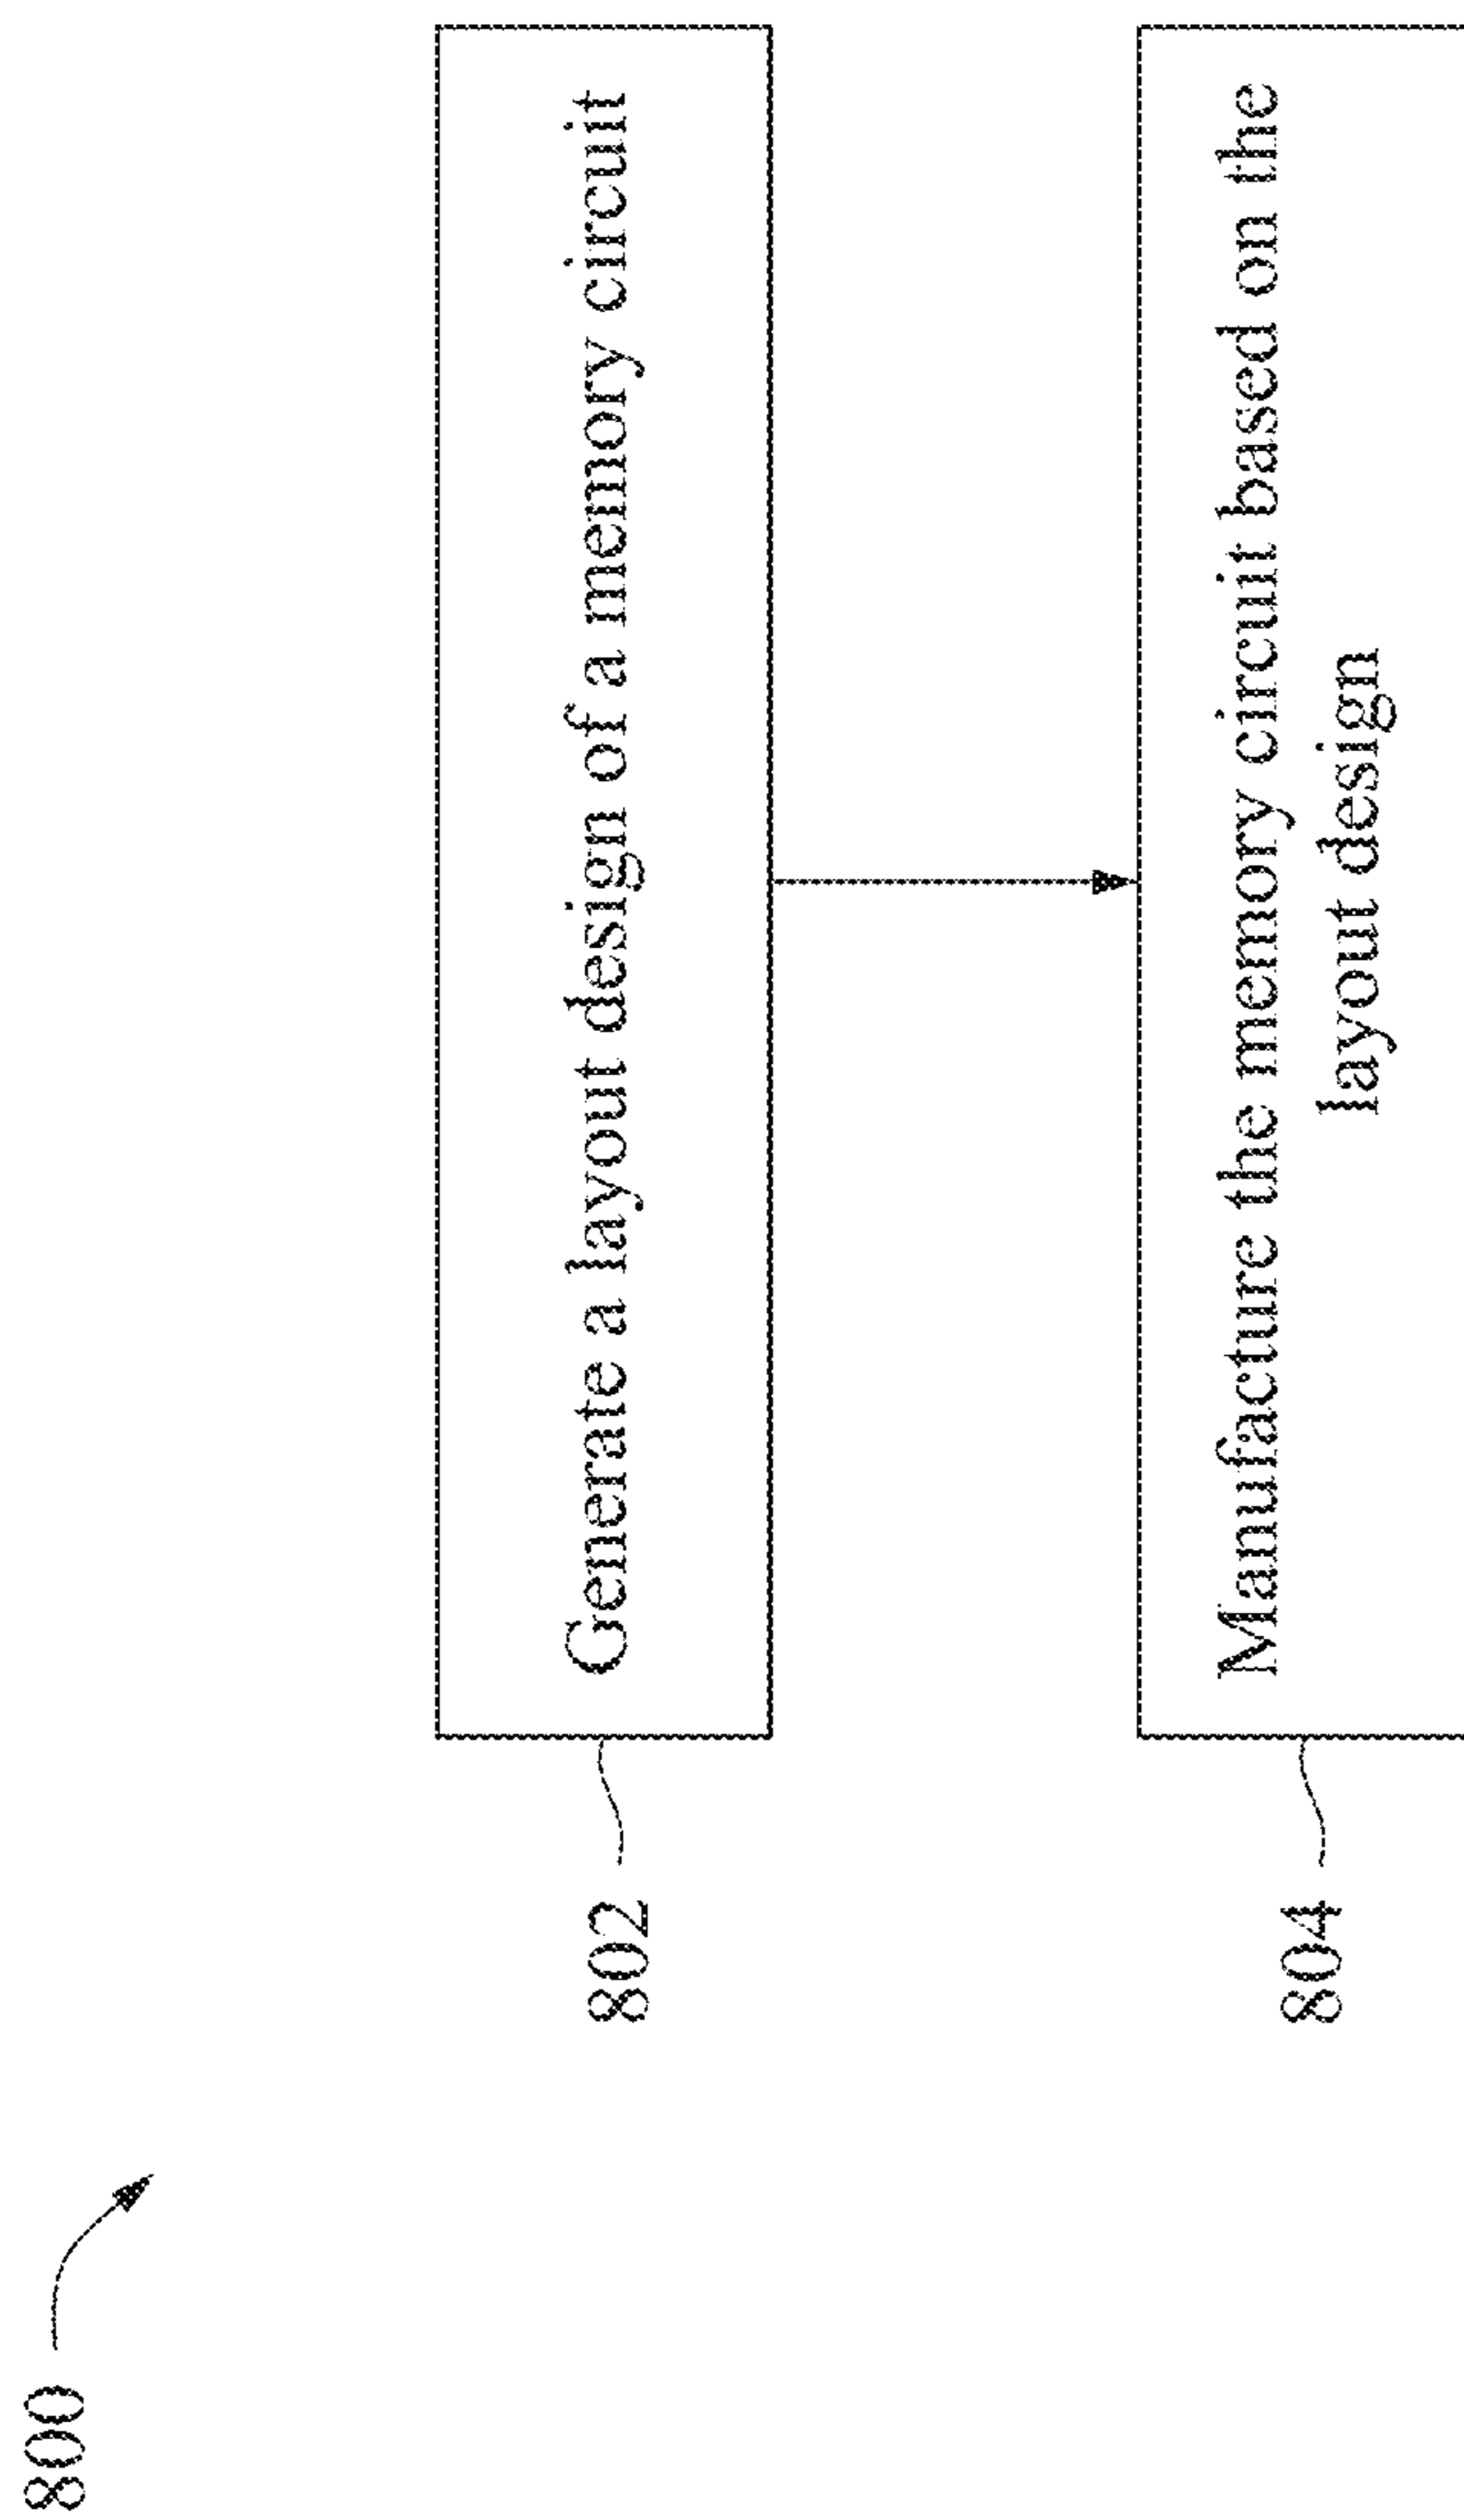 800
802
Generate a layout design of a memory circuit
804
Manufacture the memory circuit based on the
layout design